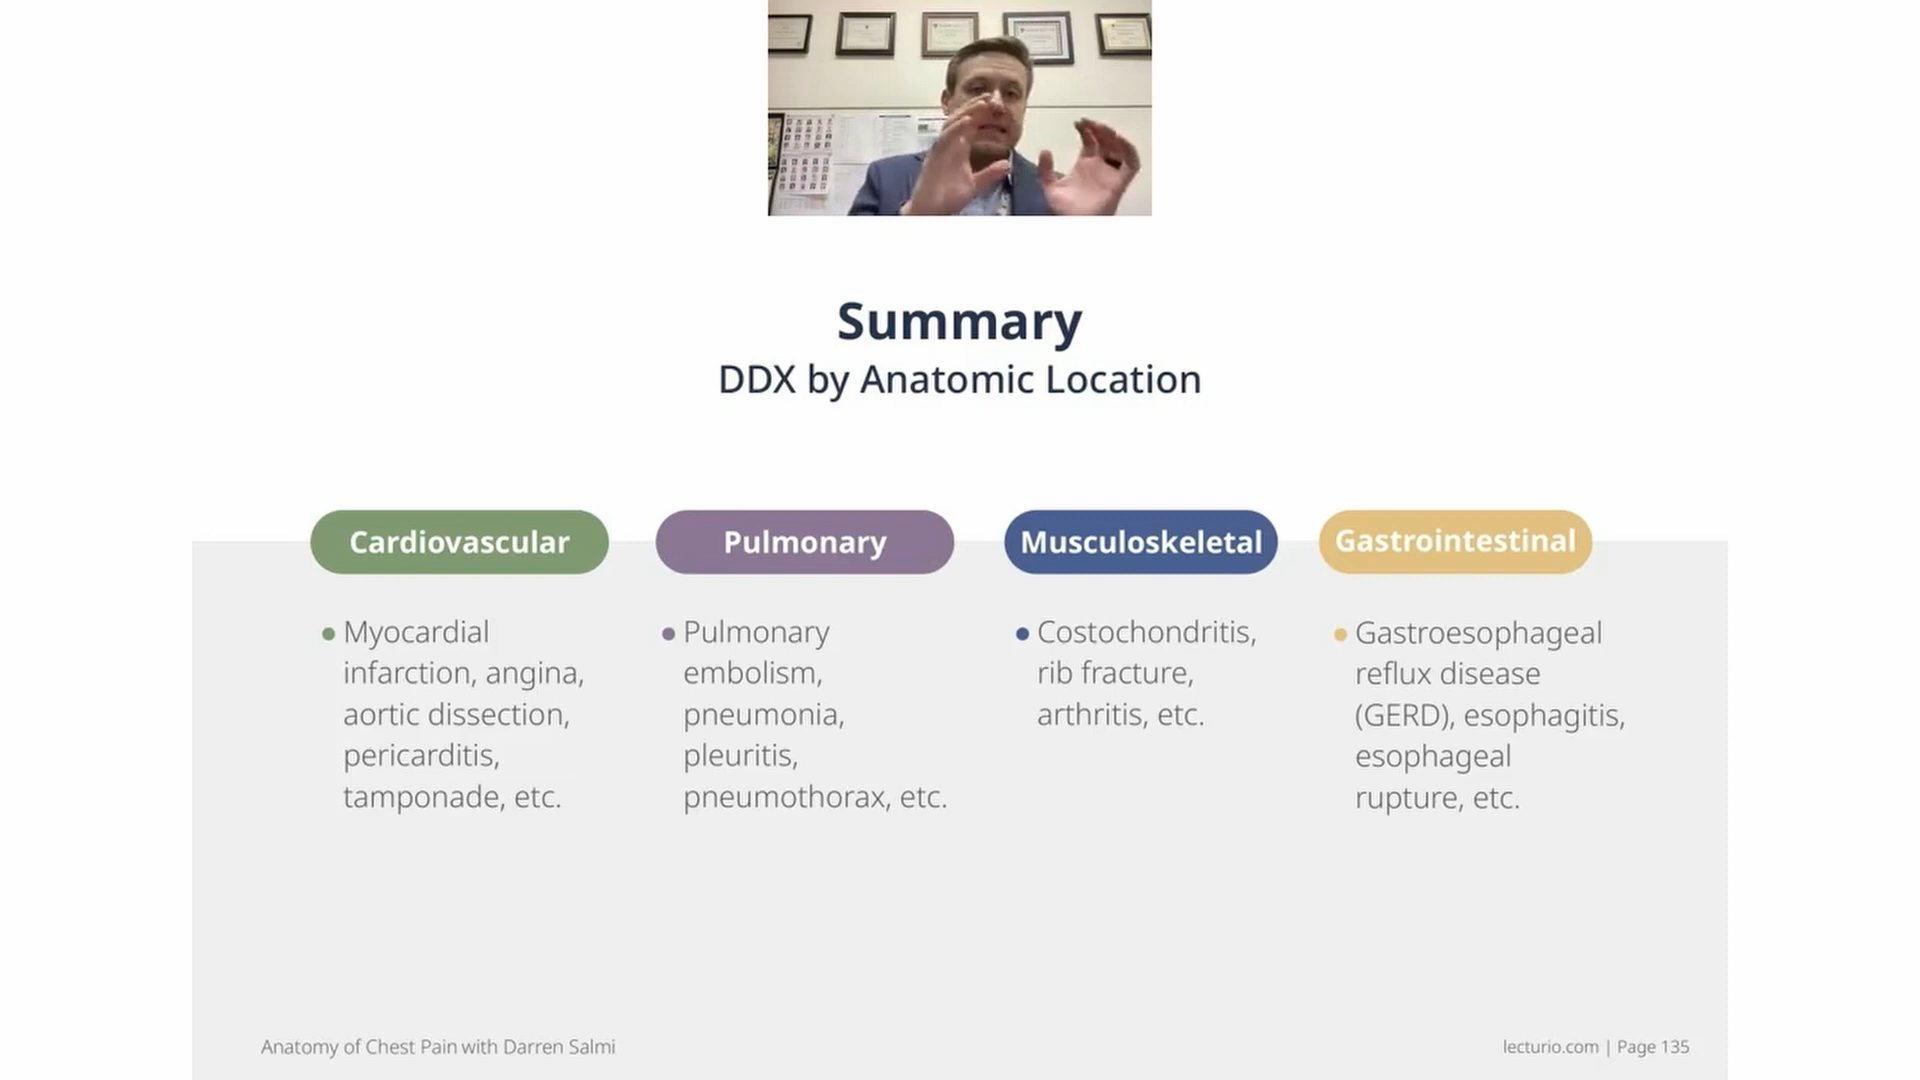 Summary
DDX by Anatomic Location
Cardiovascular
Myocardial
infarction, angina,
aortic dissection,
pericarditis,
tamponade, etc.
Pulmonary
Pulmonary
embolism,
pneumonia,
pleuritis,
pneumothorax, etc.
Musculoskeletal
Costochondritis,
rib fracture,
arthritis, etc.
Gastrointestinal
Gastroesophageal
reflux disease
(GERD), esophagitis,
esophageal
rupture, etc.
Anatomy of Chest Pain with Darren Salmi
lecturio.com | Page 135